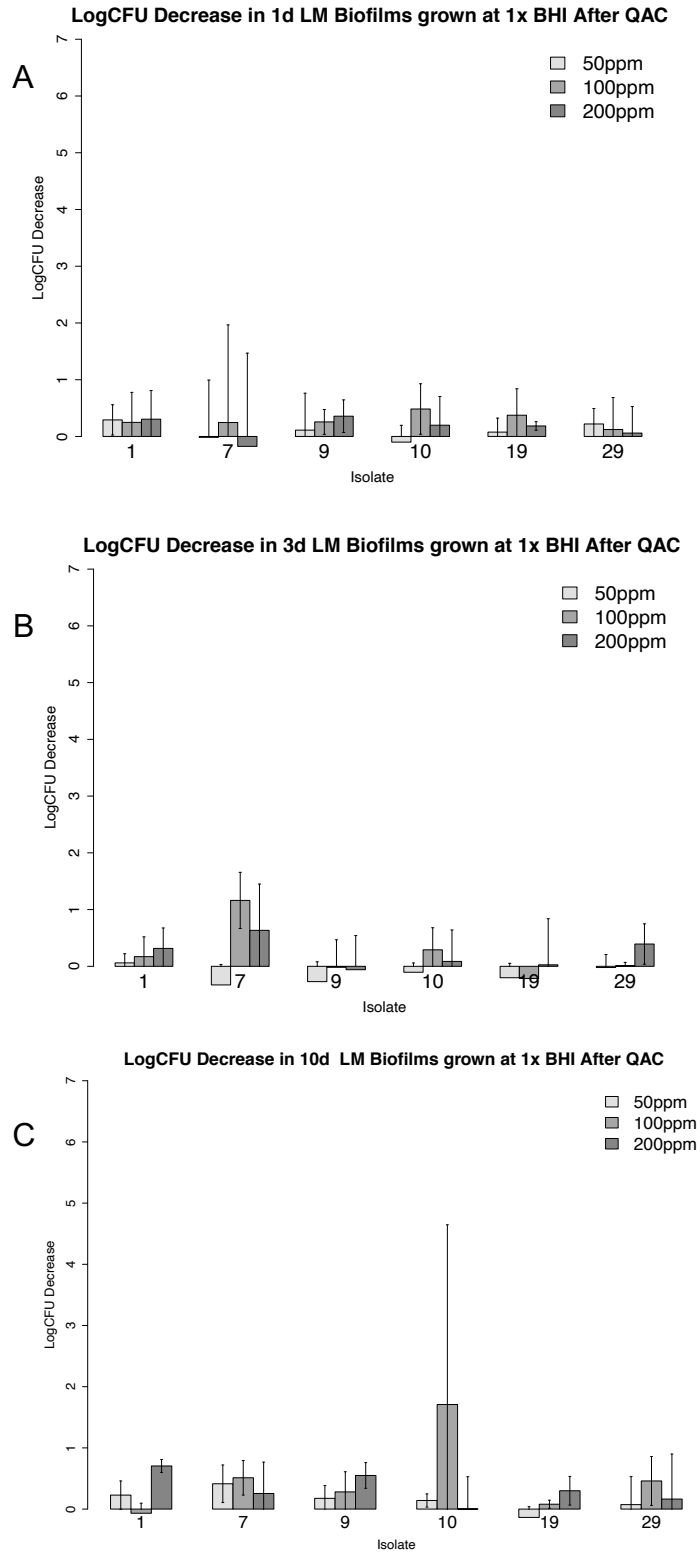 LogCFU Decrease in 1d LM Biofilms grown at 1x BHI After QAC
A
7
6
5
4
3
2
1
0
LogCFU Decrease
50ppm
100ppm
200ppm
1 7 9 10 19 29
Isolate
LogCFU Decrease in 3d LM Biofilms grown at 1x BHI After QAC
B
7
6
5
4
3
2
1
0
LogCFU Decrease
50ppm
100ppm
200ppm
1 7 9 10 19 29
Isolate
LogCFU Decrease in 10d LM Biofilms grown at 1x BHI After QAC
C
7
6
5
4
3
2
1
0
LogCFU Decrease
50ppm
100ppm
200ppm
1 7 9 10 19 29
Isolate